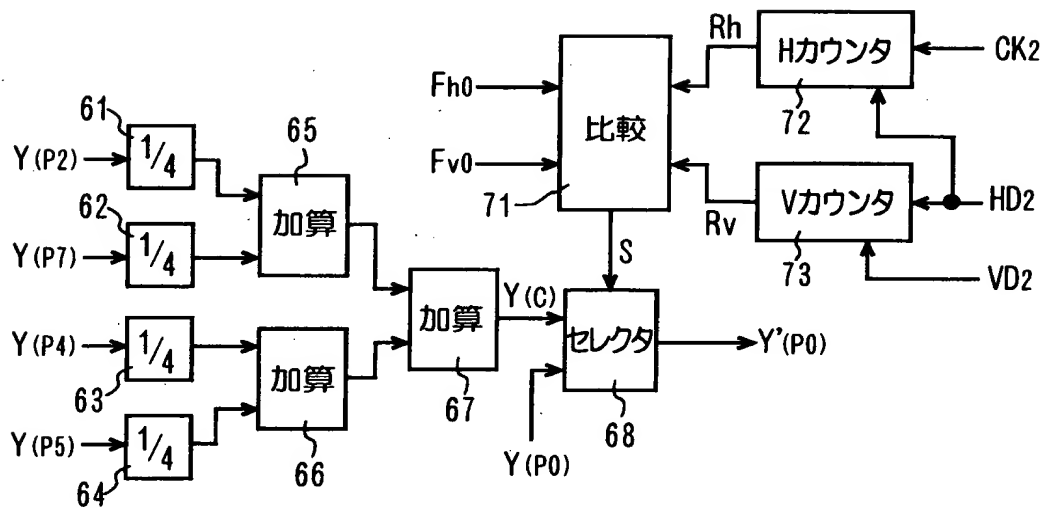 Rh
Hカウンタ
CK2
72
Fh0
Fv0
比較
71
61
Y(P2)
1/4
65
加算
62
Y(P7)
1/4
Rv
Vカウンタ
HD2
73
VD2
S
Y(P4)
1/4
63
加算
66
Y(P5)
1/4
64
加算
67
Y(C)
セレクタ
68
Y'(P0)
Y(P0)